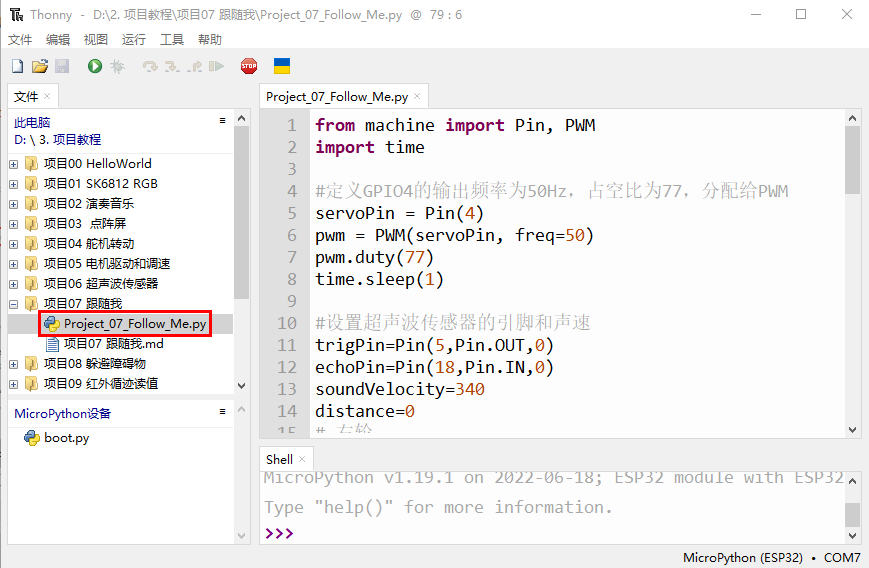 Thonny - D:\2. 项目教程\项目07 跟随我\Project_07_Follow_Me.py @ 79 : 6
文件 编辑 视图 运行 工具 帮助
STOP
文件
此电脑
D: \ 3. 项目教程
项目00 HelloWorld
项目01 SK6812 RGB
项目02 演奏音乐
项目03 点阵屏
项目04 舵机转动
项目05 电机驱动和调速
项目06 超声波传感器
项目07 跟随我
Project_07_Follow_Me.py
项目07 跟随我.md
项目08 躲避障碍物
项目09 红外循迹读值
MicroPython设备
boot.py
Project_07_Follow_Me.py
1 from machine import Pin, PWM
2 import time
3
4 #定义GPIO4的输出频率为50Hz，占空比为77，分配给PWM
5 servoPin = Pin(4)
6 pwm = PWM(servoPin, freq=50)
7 pwm.duty(77)
8 time.sleep(1)
9
10 #设置超声波传感器的引脚和声速
11 trigPin=Pin(5,Pin.OUT,0)
12 echoPin=Pin(18,Pin.IN,0)
13 soundVelocity=340
14 distance=0
15 # 右轮
Shell
MicroPython v1.19.1 on 2022-06-18; ESP32 module with ESP32
Type "help()" for more information.
>>>
MicroPython (ESP32) • COM7